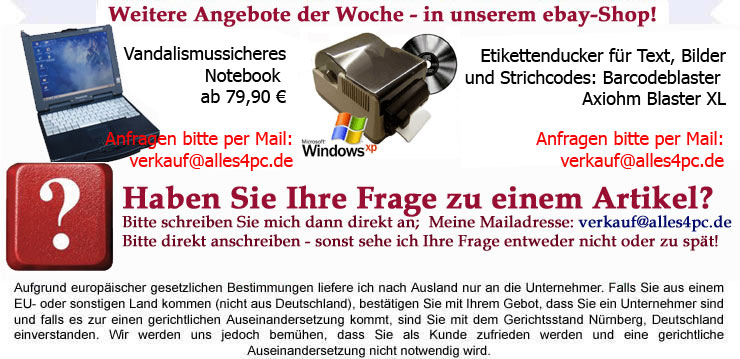 Weitere Angebote der Woche - in unserem ebay-Shop!
Vandalismussicheres
Notebook
ab 79,90 €
Anfragen bitte per Mail:
verkauf@alles4pc.de
Microsoft
Windows xp
Etikettenducker für Text, Bilder
und Strichcodes: Barcodeblaster
Axiohm Blaster XL
Anfragen bitte per Mail:
verkauf@alles4pc.de
?
Haben Sie Ihre Frage zu einem Artikel?
Bitte schreiben Sie mich dann direkt an; Meine Mailadresse: verkauf@alles4pc.de
Bitte direkt anschreiben - sonst sehe ich Ihre Frage entweder nicht oder zu spät!
Aufgrund europäischer gesetzlichen Bestimmungen liefere ich nach Ausland nur an die Unternehmer. Falls Sie aus einem
EU- oder sonstigen Land kommen (nicht aus Deutschland), bestätigen Sie mit Ihrem Gebot, dass Sie ein Unternehmer sind
und falls es zur einen gerichtlichen Auseinandersetzung kommt, sind Sie mit dem Gerichtsstand Nürnberg, Deutschland
einverstanden. Wir werden uns jedoch bemühen, dass Sie als Kunde zufrieden werden und eine gerichtliche
Auseinandersetzung nicht notwendig wird.